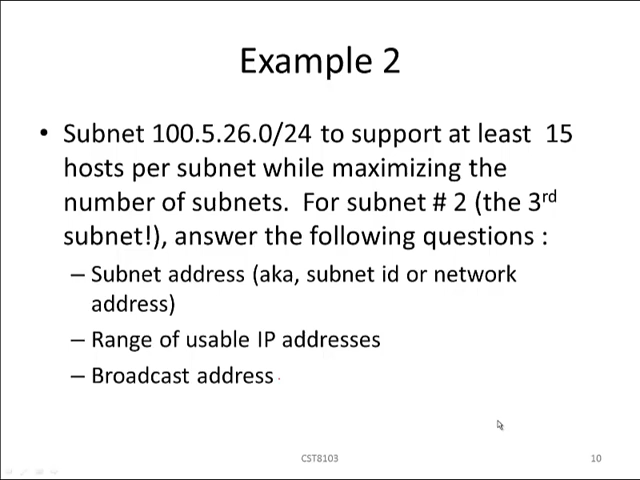 Example 2
• Subnet 100.5.26.0/24 to support at least  15
hosts per subnet while maximizing the
number of subnets.  For subnet # 2 (the 3rd
subnet!), answer the following questions :
– Subnet address (aka, subnet id or network
address)
– Range of usable IP addresses
– Broadcast address
CST8103
10